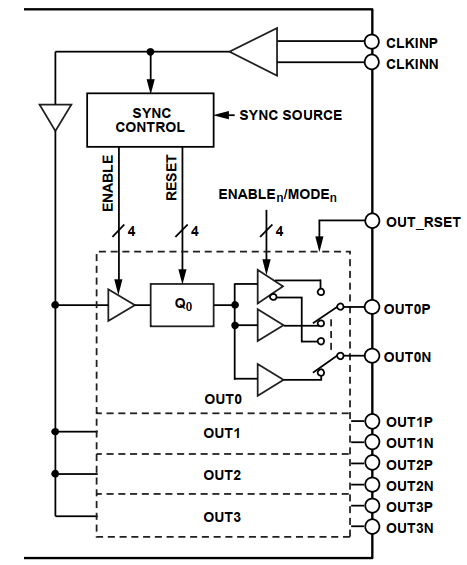 CLKINP
CLKINN
SYNC
CONTROL
SYNC SOURCE
ENABLE
RESET
ENABLEn/MODEn
4
4
4
OUT_RSET
Q0
OUT0P
OUT0N
OUT0
OUT1
OUT1P
OUT1N
OUT2
OUT2P
OUT2N
OUT3
OUT3P
OUT3N